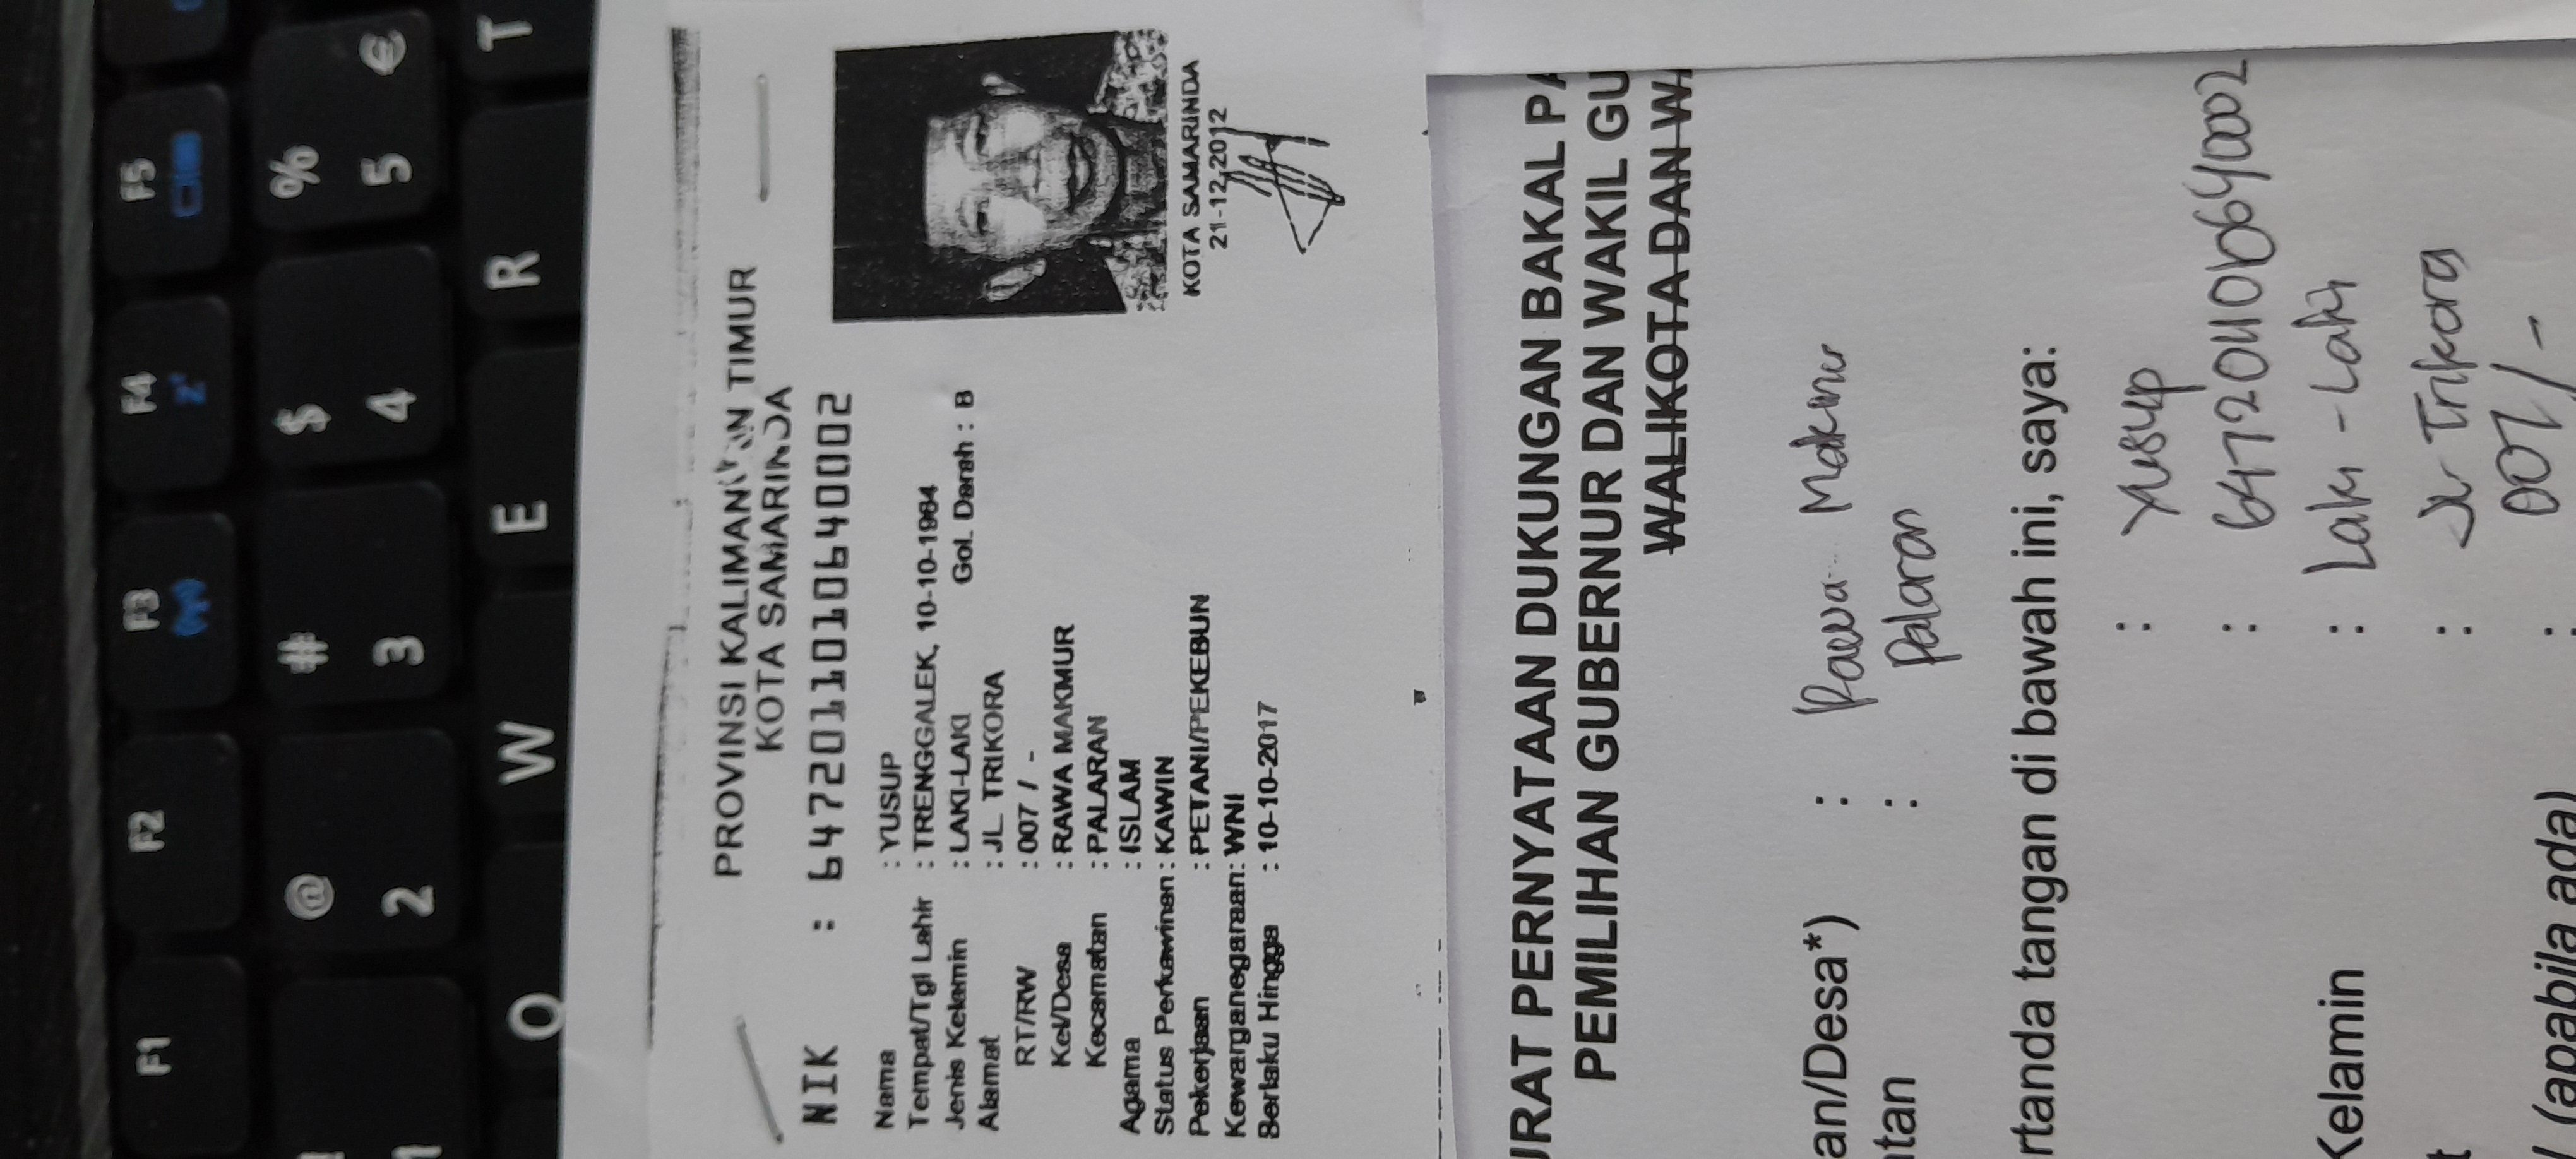 PROVINSI KALIMANTAN TIMUR
KOTA SAMARINDA
NIK : 6472011010640002
Nama : YUSUP
Tempat/Tgl Lahir : TRENGGALEK, 10-10-1964
Jenis Kelamin : LAKI-LAKI Gol. Darah : B
Alamat : JL. TRIKORA
RT/RW : 007 / -
Kel/Desa : RAWA MAKMUR
Kecamatan : PALARAN
Agama : ISLAM
Status Perkawinan : KAWIN
Pekerjaan : PETANI/PEKEBUN
Kewarganegaraan: WNI
Berlaku Hingga : 10-10-2017
KOTA SAMARINDA
21-12-2012
URAT PERNYATAAN DUKUNGAN BAKAL PA
PEMILIHAN GUBERNUR DAN WAKIL GU
WALIKOTA DAN WA
an/Desa*) : Rawa Makmur
tan : Palaran
rtanda tangan di bawah ini, saya:
: Yusup
: 6472011010640002
Kelamin : Laki - Laki
t : Jl. Trikora
(apabila ada) : 007/-
F1 F2 F3 F4 F5
! @ # $ % €
1 2 3 4 5
Q W E R T